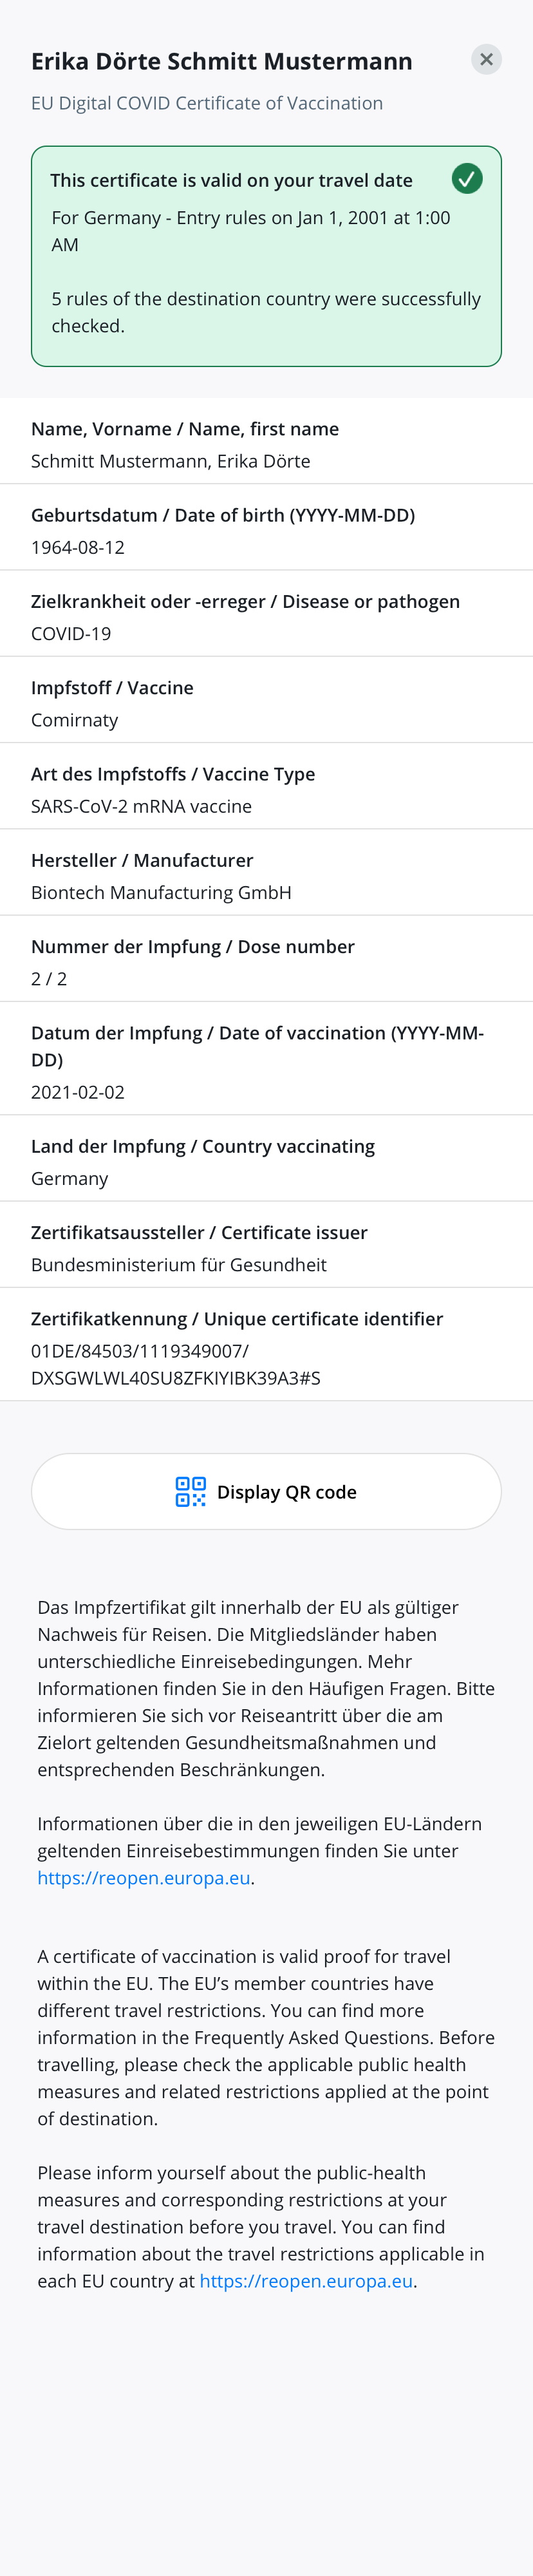 Erika Dörte Schmitt Mustermann
EU Digital COVID Certificate of Vaccination
This certificate is valid on your travel date
For Germany - Entry rules on Jan 1, 2001 at 1:00
AM
5 rules of the destination country were successfully
checked.
Name, Vorname / Name, first name
Schmitt Mustermann, Erika Dörte
Geburtsdatum / Date of birth (YYYY-MM-DD)
1964-08-12
Zielkrankheit oder -erreger / Disease or pathogen
COVID-19
Impfstoff / Vaccine
Comirnaty
Art des Impfstoffs / Vaccine Type
SARS-CoV-2 mRNA vaccine
Hersteller / Manufacturer
Biontech Manufacturing GmbH
Nummer der Impfung / Dose number
2 / 2
Datum der Impfung / Date of vaccination (YYYY-MM-
DD)
2021-02-02
Land der Impfung / Country vaccinating
Germany
Zertifikatsaussteller / Certificate issuer
Bundesministerium für Gesundheit
Zertifikatkennung / Unique certificate identifier
01DE/84503/1119349007/
DXSGWLWL40SU8ZFKIYIBK39A3#S
Display QR code
Das Impfzertifikat gilt innerhalb der EU als gültiger
Nachweis für Reisen. Die Mitgliedsländer haben
unterschiedliche Einreisebedingungen. Mehr
Informationen finden Sie in den Häufigen Fragen. Bitte
informieren Sie sich vor Reiseantritt über die am
Zielort geltenden Gesundheitsmaßnahmen und
entsprechenden Beschränkungen.
Informationen über die in den jeweiligen EU-Ländern
geltenden Einreisebestimmungen finden Sie unter
https://reopen.europa.eu.
A certificate of vaccination is valid proof for travel
within the EU. The EU’s member countries have
different travel restrictions. You can find more
information in the Frequently Asked Questions. Before
travelling, please check the applicable public health
measures and related restrictions applied at the point
of destination.
Please inform yourself about the public-health
measures and corresponding restrictions at your
travel destination before you travel. You can find
information about the travel restrictions applicable in
each EU country at https://reopen.europa.eu.